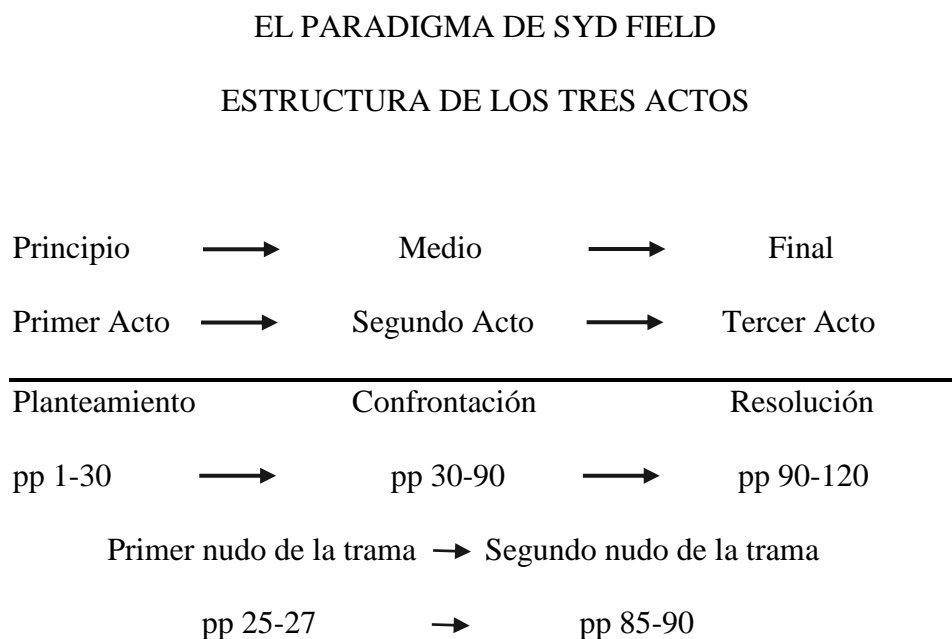 EL PARADIGMA DE SYD FIELD
ESTRUCTURA DE LOS TRES ACTOS
Principio → Medio → Final
Primer Acto → Segundo Acto → Tercer Acto
Planteamiento Confrontación Resolución
pp 1-30 → pp 30-90 → pp 90-120
Primer nudo de la trama → Segundo nudo de la trama
pp 25-27 → pp 85-90